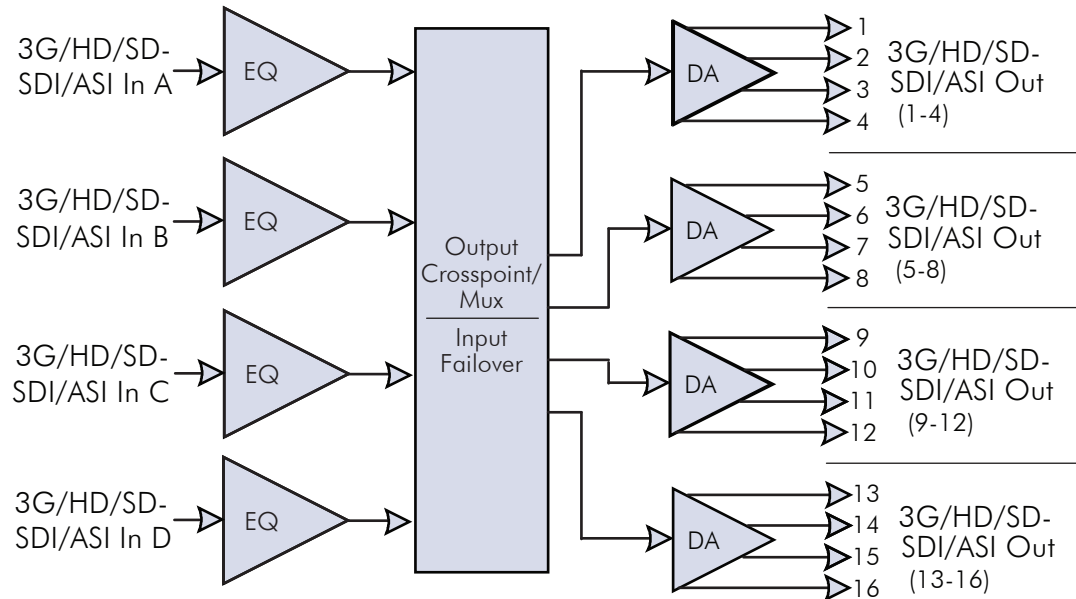 3G/HD/SD-
SDI/ASI In A
EQ
3G/HD/SD-
SDI/ASI In B
EQ
3G/HD/SD-
SDI/ASI In C
EQ
3G/HD/SD-
SDI/ASI In D
EQ
Output
Crosspoint/
Mux
Input
Failover
DA
1
2
3
4
3G/HD/SD-
SDI/ASI Out
(1-4)
DA
5
6
7
8
3G/HD/SD-
SDI/ASI Out
(5-8)
DA
9
10
11
12
3G/HD/SD-
SDI/ASI Out
(9-12)
DA
13
14
15
16
3G/HD/SD-
SDI/ASI Out
(13-16)